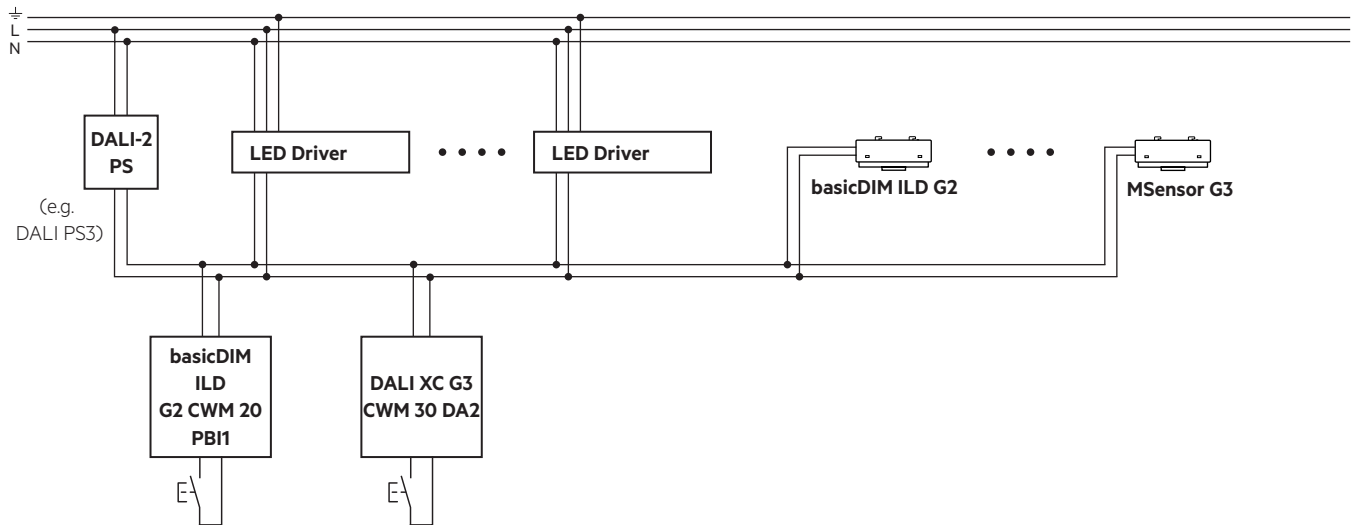 L
N
DALI-2
PS
LED Driver
LED Driver
basicDIM ILD G2
MSensor G3
(e.g.
DALI PS3)
basicDIM
ILD
G2 CWM 20
PBI1
DALI XC G3
CWM 30 DA2